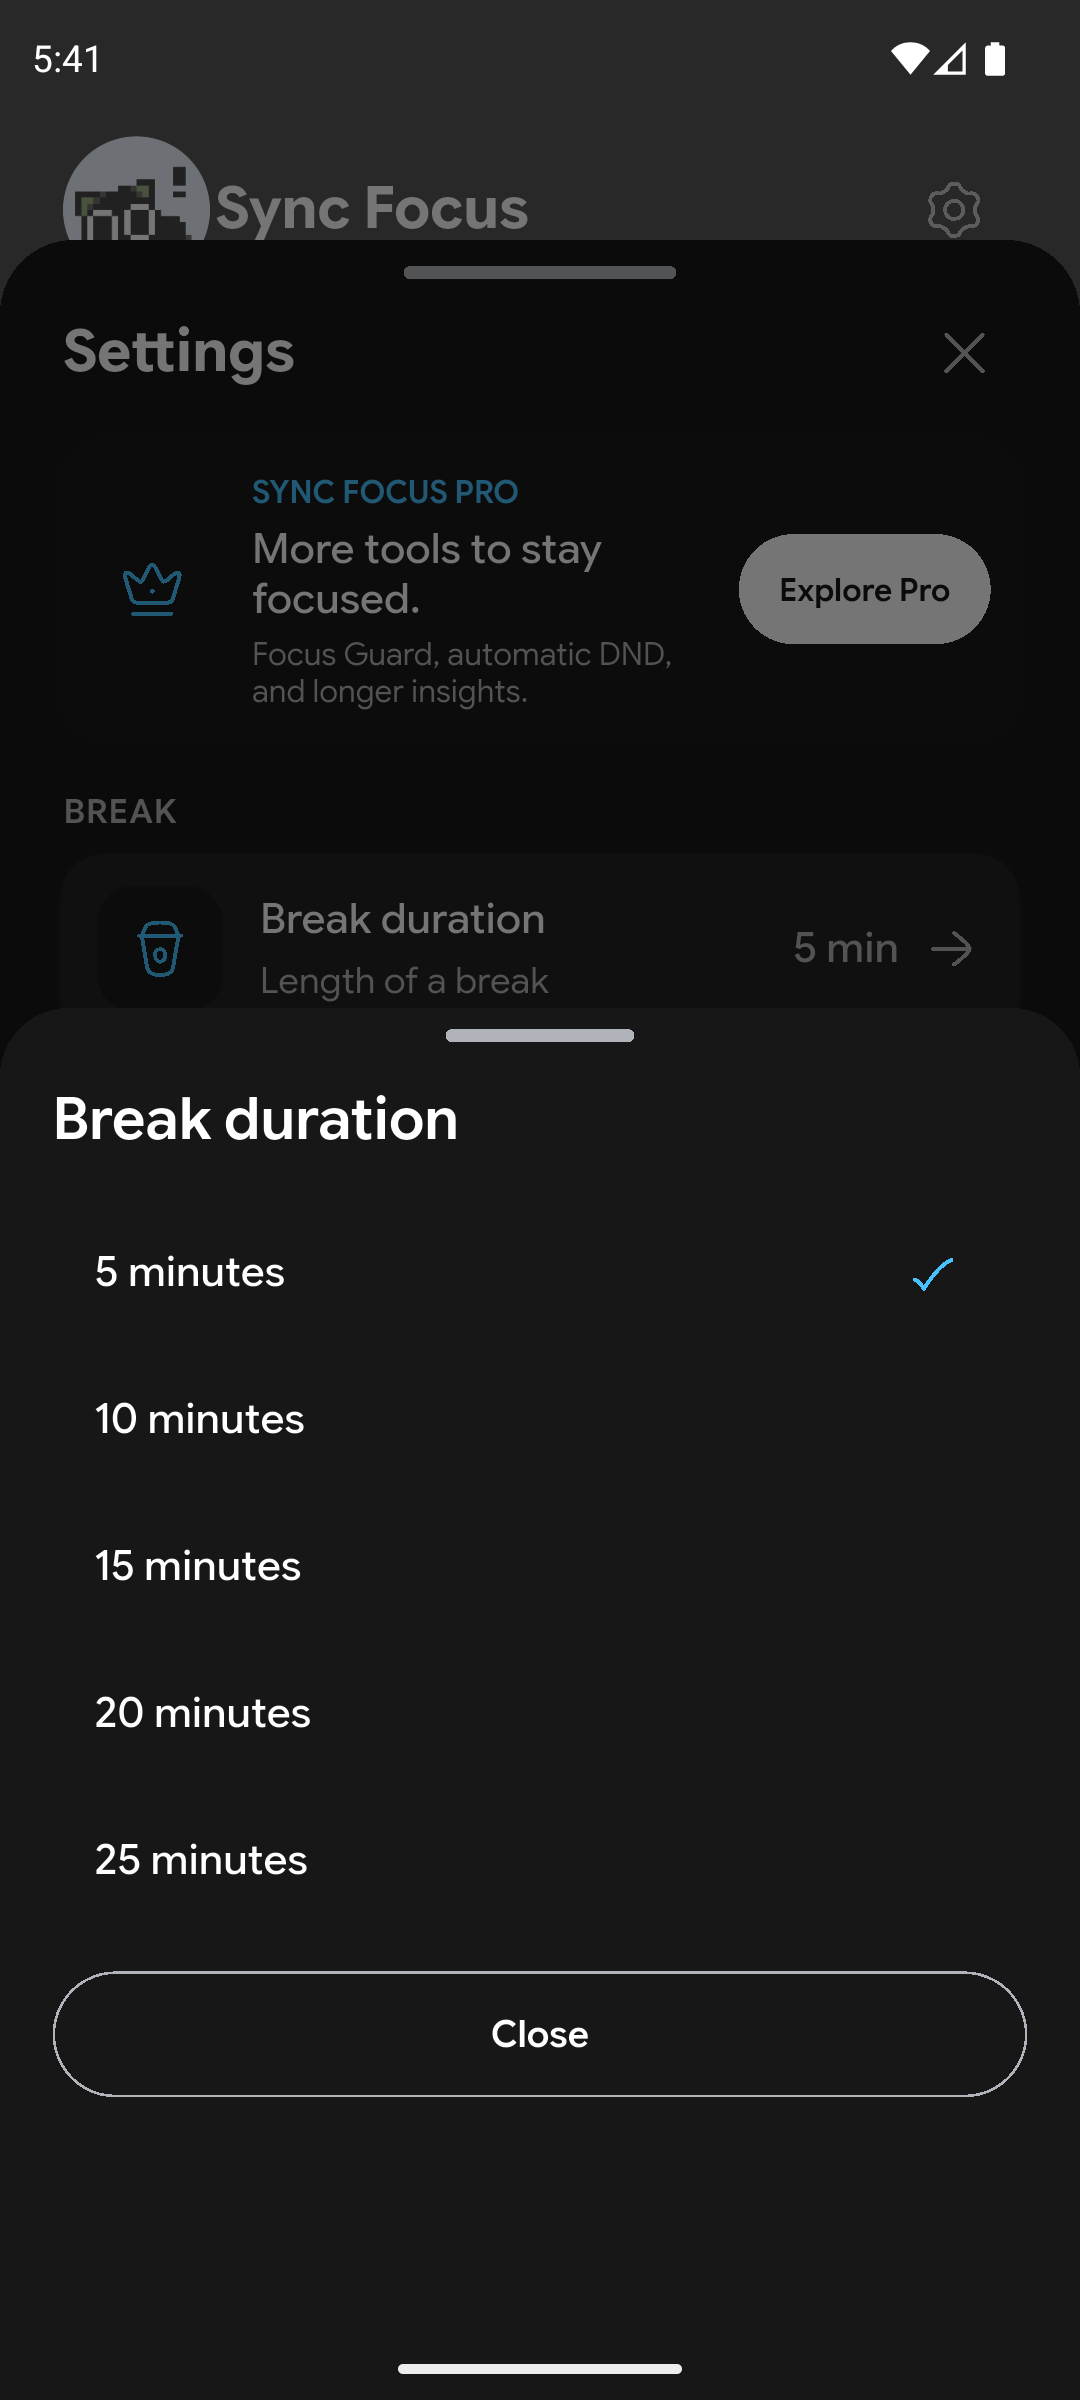 5:41
Sync Focus
Settings
SYNC FOCUS PRO
More tools to stay
focused.
Focus Guard, automatic DND,
and longer insights.
Explore Pro
BREAK
Break duration
Length of a break
5 min
Break duration
5 minutes
10 minutes
15 minutes
20 minutes
25 minutes
Close